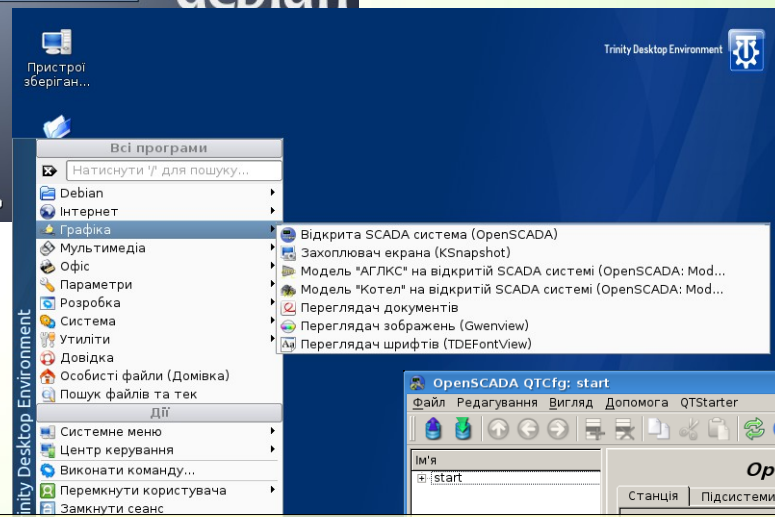 debian
Trinity Desktop Environment
Пристрої
зберіган...
Всі програми
Натиснути '/' для пошуку...
Debian
Інтернет
Графіка
Мультимедіа
Офіс
Параметри
Розробка
Система
Утиліти
Довідка
Особисті файли (Домівка)
Пошук файлів та тек
Дії
Системне меню
Центр керування
Виконати команду...
Перемкнути користувача
Замкнути сеанс
inity Desktop Environment
Відкрита SCADA система (OpenSCADA)
Захоплювач екрана (KSnapshot)
Модель "АГЛКС" на відкритій SCADA системі (OpenSCADA: Mod...
Модель "Котел" на відкритій SCADA системі (OpenSCADA: Mod...
Переглядач документів
Переглядач зображень (Gwenview)
Переглядач шрифтів (TDEFontView)
OpenSCADA QTCfg: start
Файл Редагування Вигляд Допомога QTStarter
Ім'я
start
Op
Станція Підсистеми